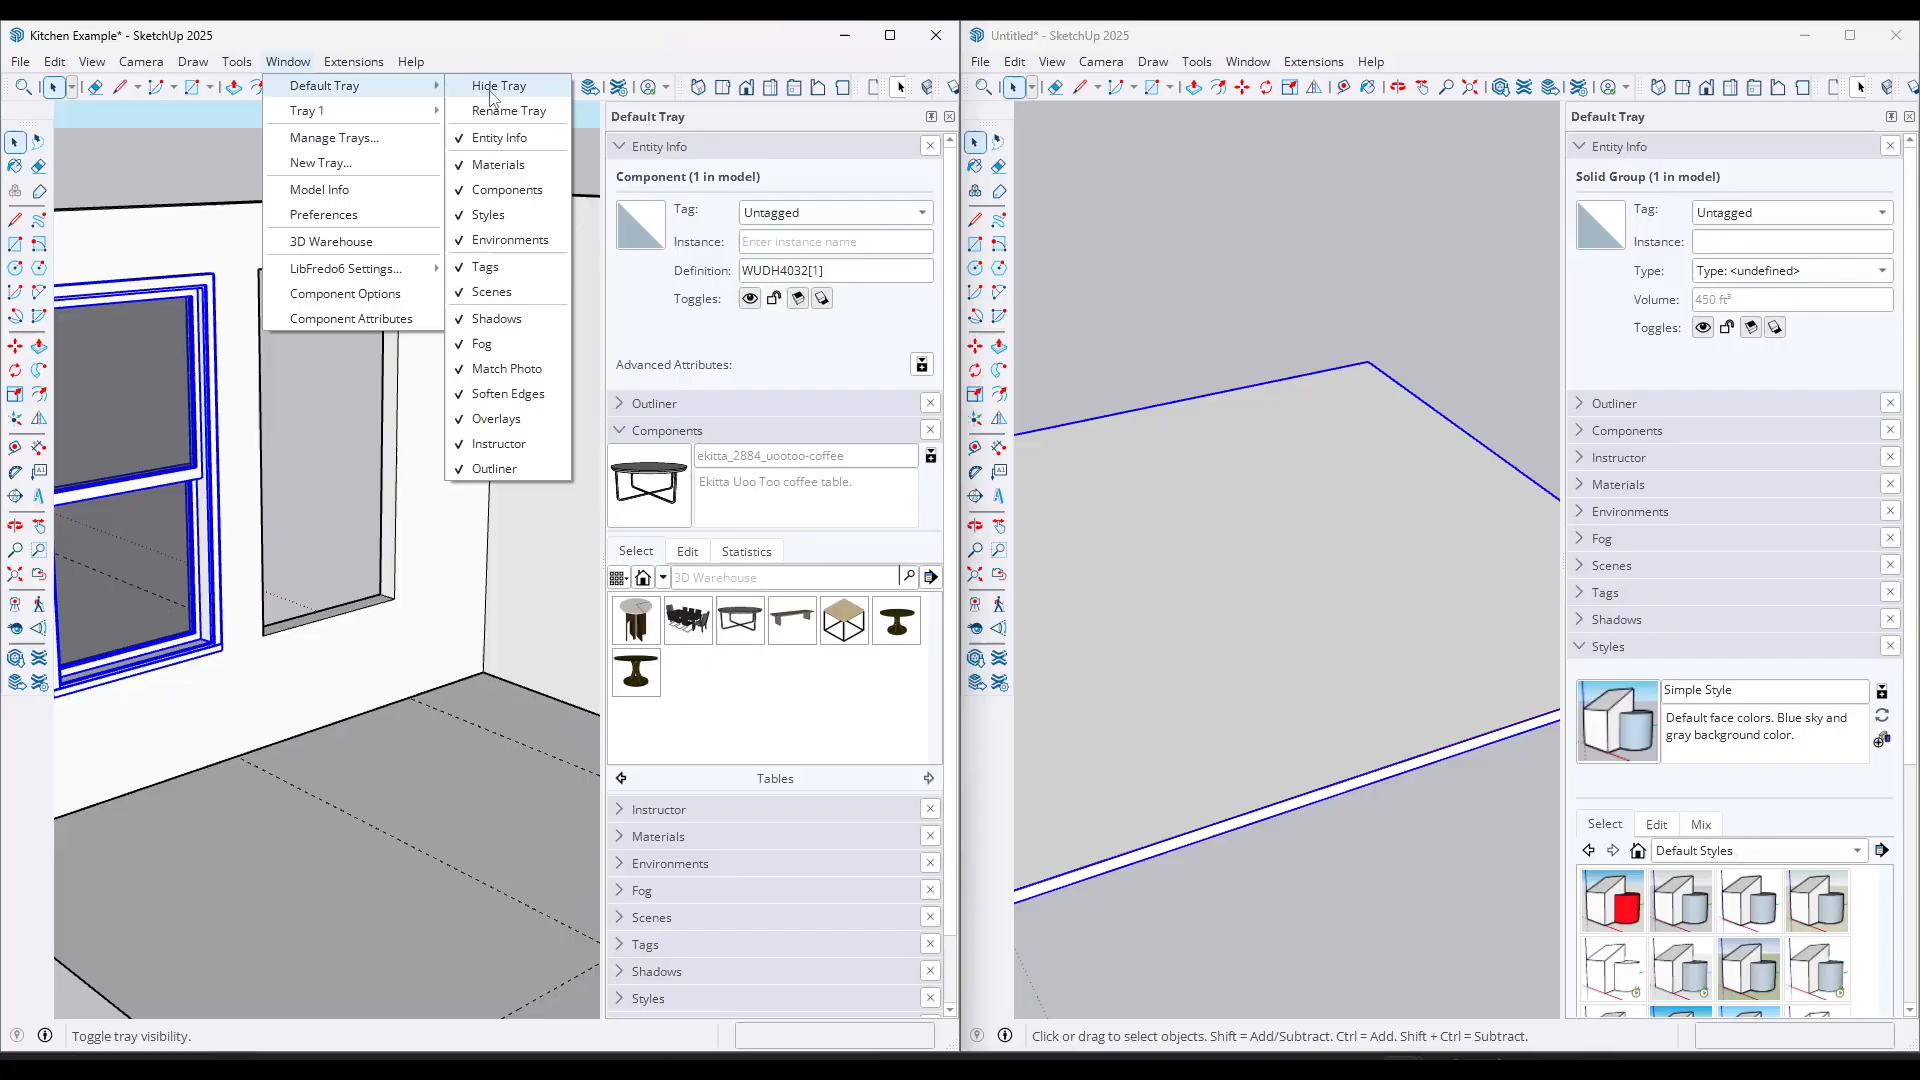 Kitchen Example* - SketchUp 2025
File Edit View Camera Draw Tools Window Extensions Help
Default Tray
Tray 1
Manage Trays...
New Tray...
Model Info
Preferences
3D Warehouse
LibFredo6 Settings...
Component Options
Component Attributes
Hide Tray
Rename Tray
Entity Info
Materials
Components
Styles
Environments
Tags
Scenes
Shadows
Fog
Match Photo
Soften Edges
Overlays
Instructor
Outliner
Default Tray
Entity Info
Component (1 in model)
Tag: Untagged
Instance: Enter instance name
Definition: WUDH4032[1]
Toggles:
Advanced Attributes:
Outliner
Components
ekitta_2884_uootoo-coffee
Ekitta Uoo Too coffee table.
Select Edit Statistics
3D Warehouse
Tables
Instructor
Materials
Environments
Fog
Scenes
Tags
Shadows
Styles
Toggle tray visibility.
Untitled* - SketchUp 2025
File Edit View Camera Draw Tools Window Extensions Help
Default Tray
Entity Info
Solid Group (1 in model)
Tag: Untagged
Instance:
Type: Type: <undefined>
Volume: 450 ft³
Toggles:
Outliner
Components
Instructor
Materials
Environments
Fog
Scenes
Tags
Shadows
Styles
Simple Style
Default face colors. Blue sky and
gray background color.
Select Edit Mix
Default Styles
Click or drag to select objects. Shift = Add/Subtract. Ctrl = Add. Shift + Ctrl = Subtract.